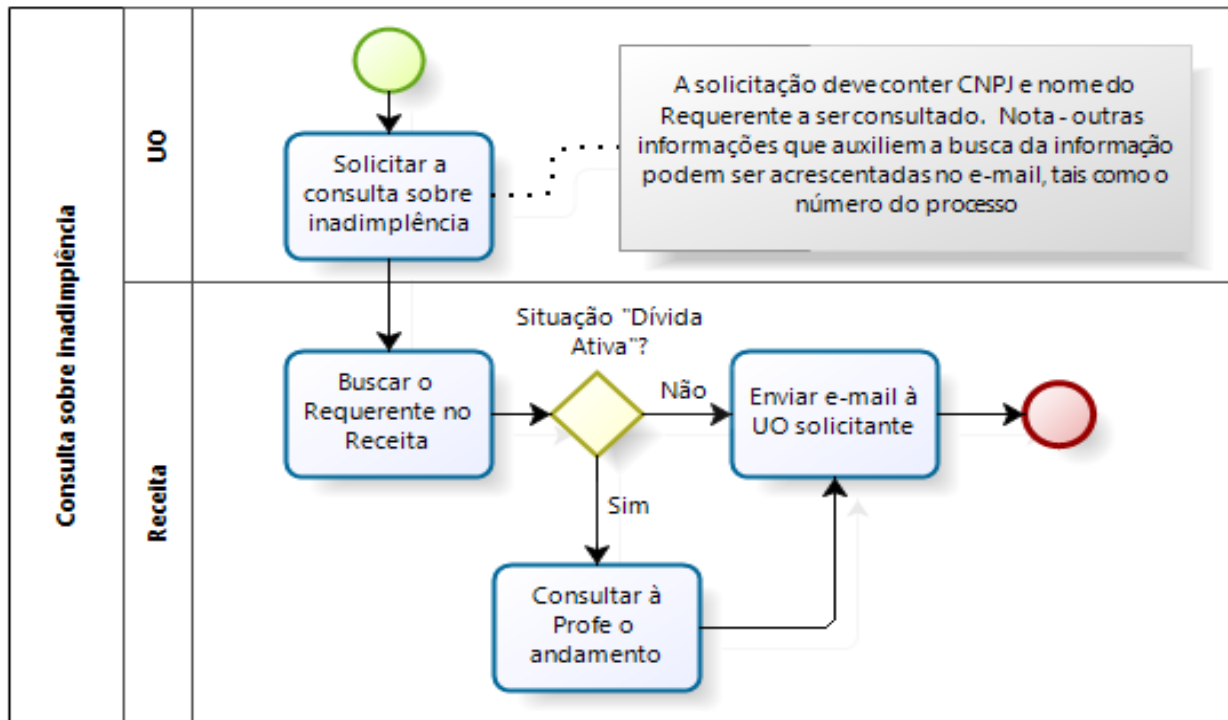 Consulta sobre inadimplência
UO
Solicitar a
consulta sobre
inadimplência
A solicitação deve conter CNPJ e nome do
Requerente a ser consultado. Nota - outras
informações que auxiliem a busca da informação
podem ser acrescentadas no e-mail, tais como o
número do processo
Receita
Buscar o
Requerente no
Receita
Situação "Dívida
Ativa"?
Não
Enviar e-mail à
UO solicitante
Sim
Consultar à
Profe o
andamento